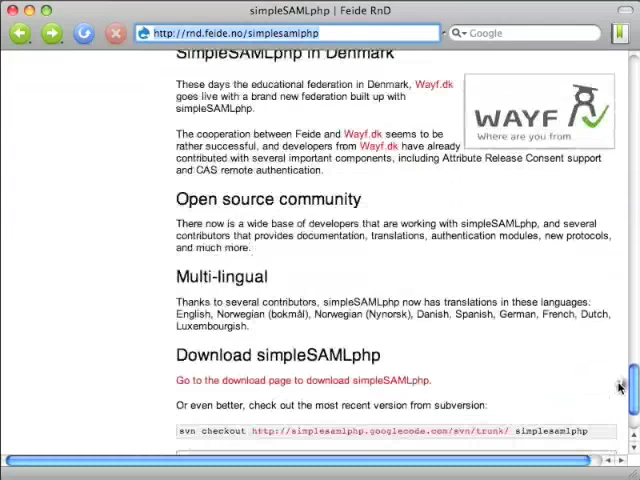 simpleSAMLphp | Feide RnD
http://rnd.feide.no/simplesamlphp
Google
SimpleSAMLphp in Denmark
These days the educational federation in Denmark, Wayf.dk
goes live with a brand new federation built up with
simpleSAMLphp.
WAYF
Where are you from
The cooperation between Feide and Wayf.dk seems to be
rather successful, and developers from Wayf.dk have already
contributed with several important components, including Attribute Release Consent support
and CAS remote authentication.
Open source community
There now is a wide base of developers that are working with simpleSAMLphp, and several
contributors that provides documentation, translations, authentication modules, new protocols,
and much more.
Multi-lingual
Thanks to several contributors, simpleSAMLphp now has translations in these languages:
English, Norwegian (bokmål), Norwegian (Nynorsk), Danish. Spanish, German, French, Dutch,
Luxembourgish.
Download simpleSAMLphp
Go to the download page to download simpleSAMLphp.
Or even better, check out the most recent version from subversion:
svn checkout http://simplesamlphp.googlecode.com/svn/trunk/ simplesamlphp